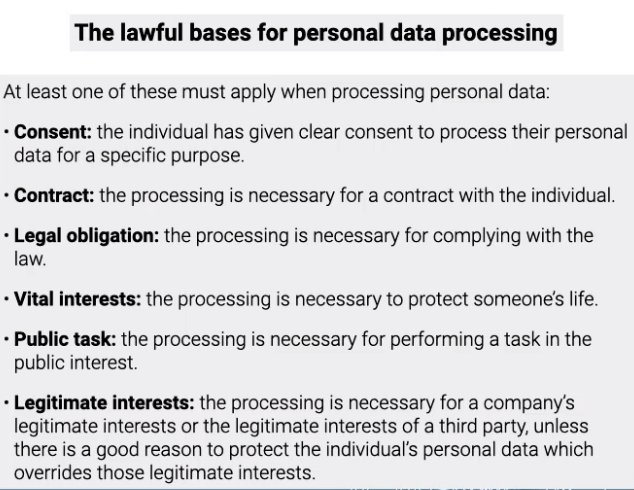 The lawful bases for personal data processing
At least one of these must apply when processing personal data:
• Consent: the individual has given clear consent to process their personal
data for a specific purpose.
• Contract: the processing is necessary for a contract with the individual.
• Legal obligation: the processing is necessary for complying with the
law.
• Vital interests: the processing is necessary to protect someone's life.
• Public task: the processing is necessary for performing a task in the
public interest.
• Legitimate interests: the processing is necessary for a company's
legitimate interests or the legitimate interests of a third party, unless
there is a good reason to protect the individual's personal data which
overrides those legitimate interests.